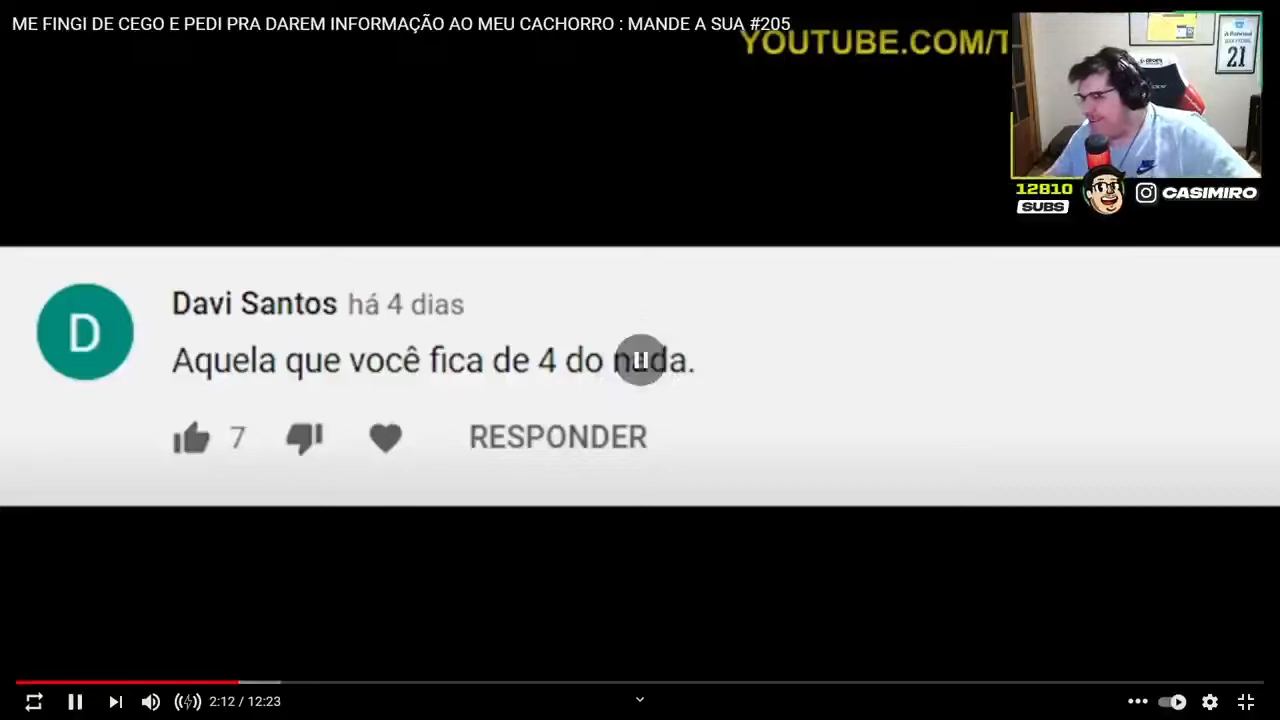 ME FINGI DE CEGO E PEDI PRA DAREM INFORMAÇÃO AO MEU CACHORRO : MANDE A SUA #205
YOUTUBE.COM/T
21
12810
SUBS
CASIMIRO
D
Davi Santos há 4 dias
Aquela que você fica de 4 do nada.
7
RESPONDER
2:12 / 12:23